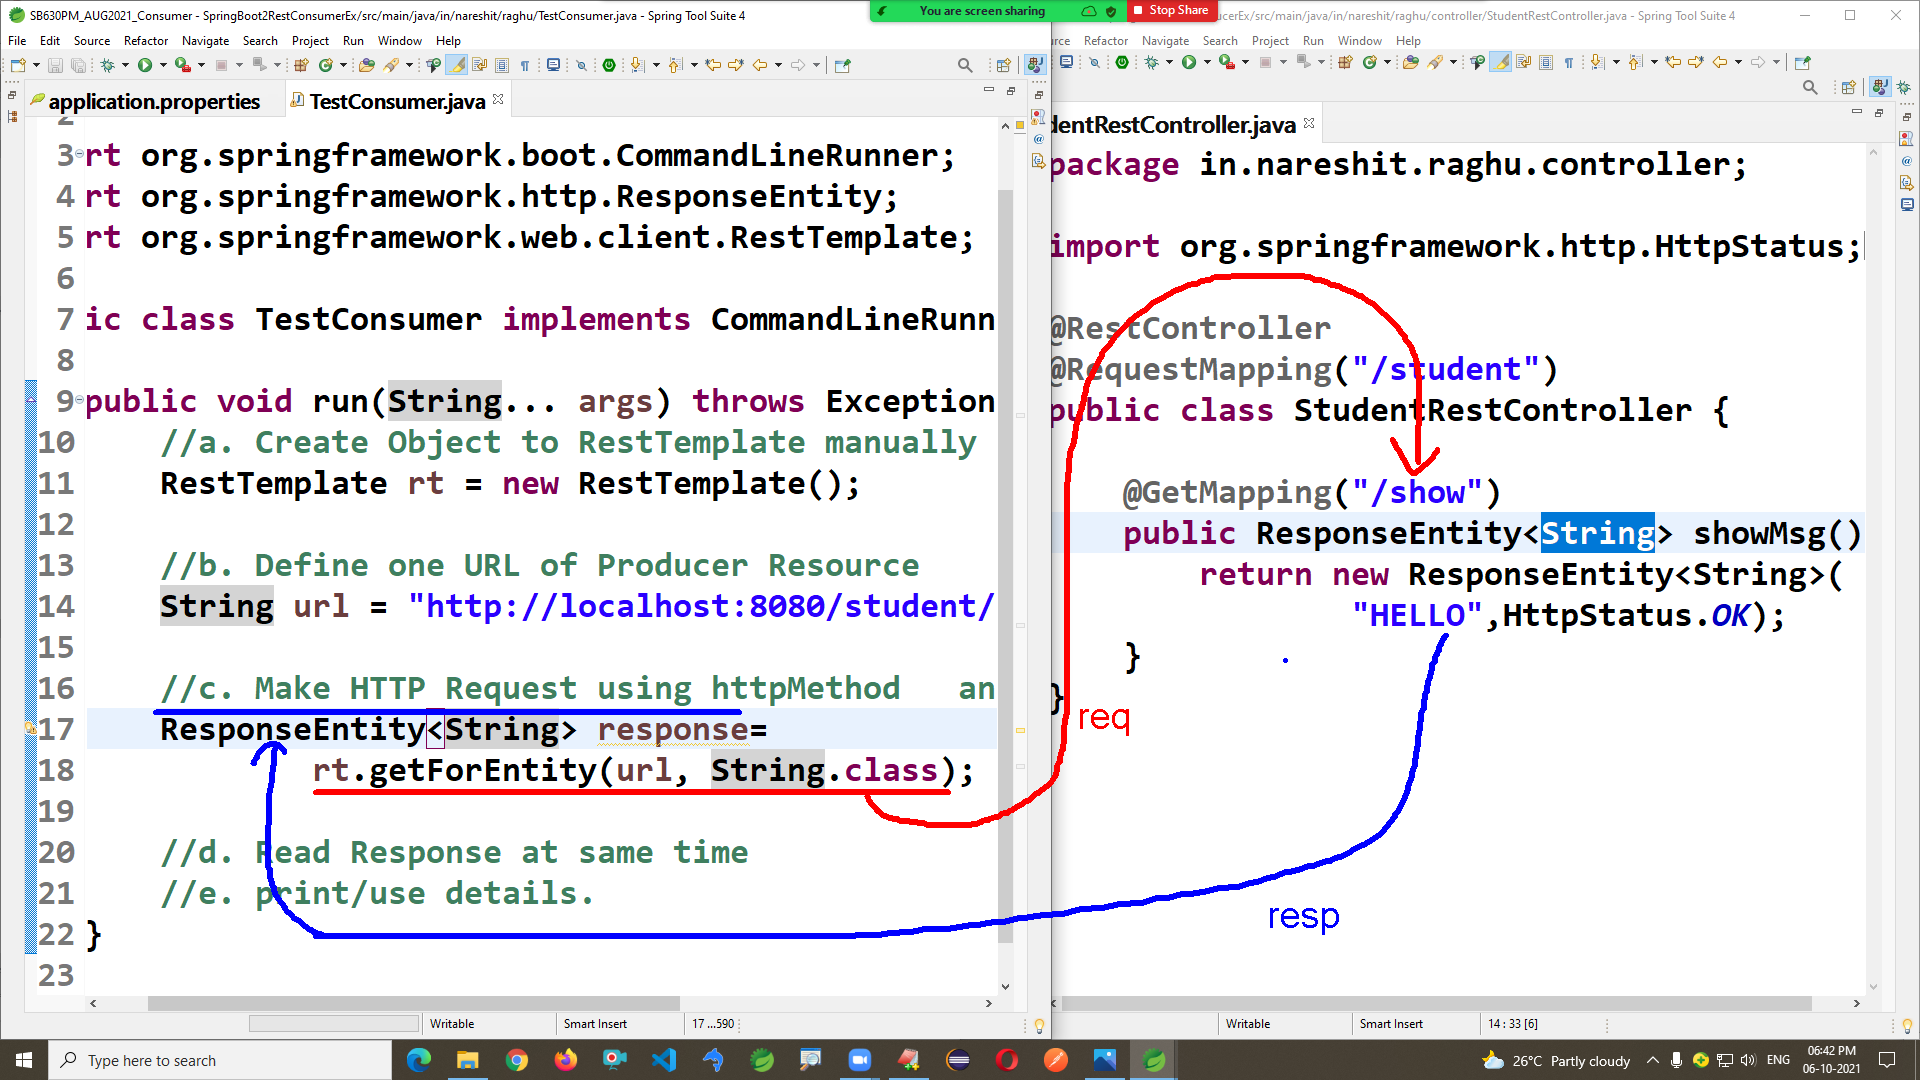 SB630PM_AUG2021_Consumer - SpringBoot2RestConsumerEx/src/main/java/in/nareshit/raghu/TestConsumer.java - Spring Tool Suite 4
You are screen sharing
Stop Share
ucerEx/src/main/java/in/nareshit/raghu/controller/StudentRestController.java - Spring Tool Suite 4
File Edit Source Refactor Navigate Search Project Run Window Help
rce Refactor Navigate Search Project Run Window Help
application.properties
TestConsumer.java
2
3 rt org.springframework.boot.CommandLineRunner;
4 rt org.springframework.http.ResponseEntity;
5 rt org.springframework.web.client.RestTemplate;
6
7 ic class TestConsumer implements CommandLineRunn
8
9 public void run(String... args) throws Exception
10 //a. Create Object to RestTemplate manually
11 RestTemplate rt = new RestTemplate();
12
13 //b. Define one URL of Producer Resource
14 String url = "http://localhost:8080/student/
15
16 //c. Make HTTP Request using httpMethod an
17 ResponseEntity<String> response=
18 rt.getForEntity(url, String.class);
19
20 //d. Read Response at same time
21 //e. print/use details.
22 }
23
dentRestController.java
package in.nareshit.raghu.controller;
import org.springframework.http.HttpStatus;
@RestController
@RequestMapping("/student")
public class StudentRestController {
@GetMapping("/show")
public ResponseEntity<String> showMsg()
return new ResponseEntity<String>(
"HELLO",HttpStatus.OK);
}
}
req
resp
Writable Smart Insert 17 ...590
Writable Smart Insert 14 : 33 [6]
Type here to search
26°C Partly cloudy
ENG
06:42 PM
06-10-2021